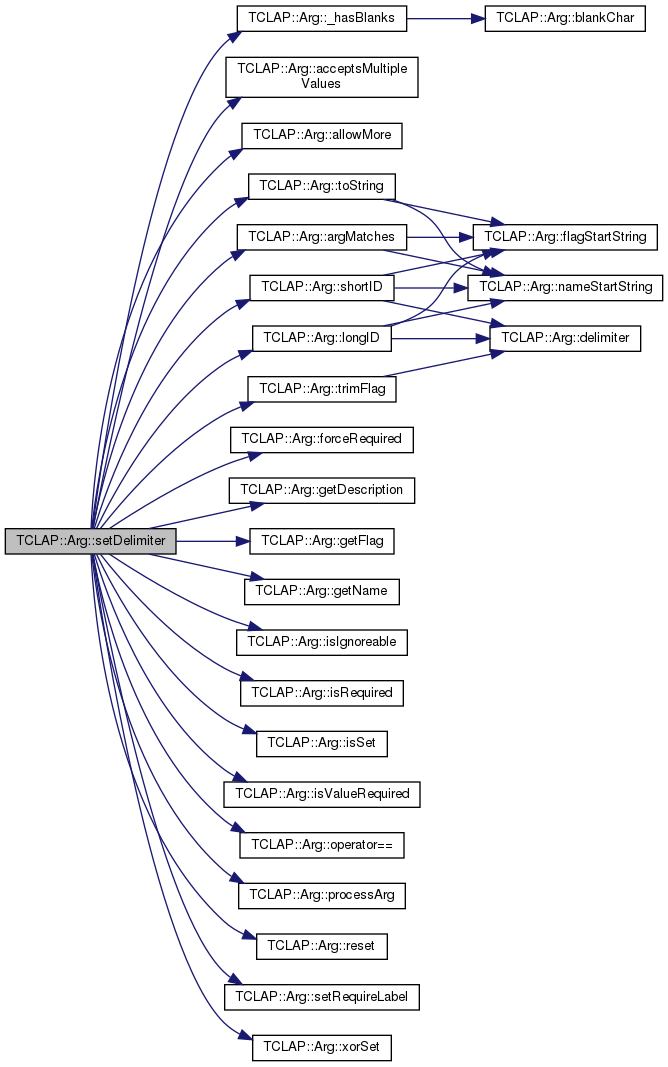 TCLAP::Arg::_hasBlanks
TCLAP::Arg::blankChar
TCLAP::Arg::acceptsMultiple
Values
TCLAP::Arg::allowMore
TCLAP::Arg::toString
TCLAP::Arg::argMatches
TCLAP::Arg::flagStartString
TCLAP::Arg::shortID
TCLAP::Arg::nameStartString
TCLAP::Arg::longID
TCLAP::Arg::delimiter
TCLAP::Arg::trimFlag
TCLAP::Arg::forceRequired
TCLAP::Arg::getDescription
TCLAP::Arg::setDelimiter
TCLAP::Arg::getFlag
TCLAP::Arg::getName
TCLAP::Arg::isIgnoreable
TCLAP::Arg::isRequired
TCLAP::Arg::isSet
TCLAP::Arg::isValueRequired
TCLAP::Arg::operator==
TCLAP::Arg::processArg
TCLAP::Arg::reset
TCLAP::Arg::setRequireLabel
TCLAP::Arg::xorSet